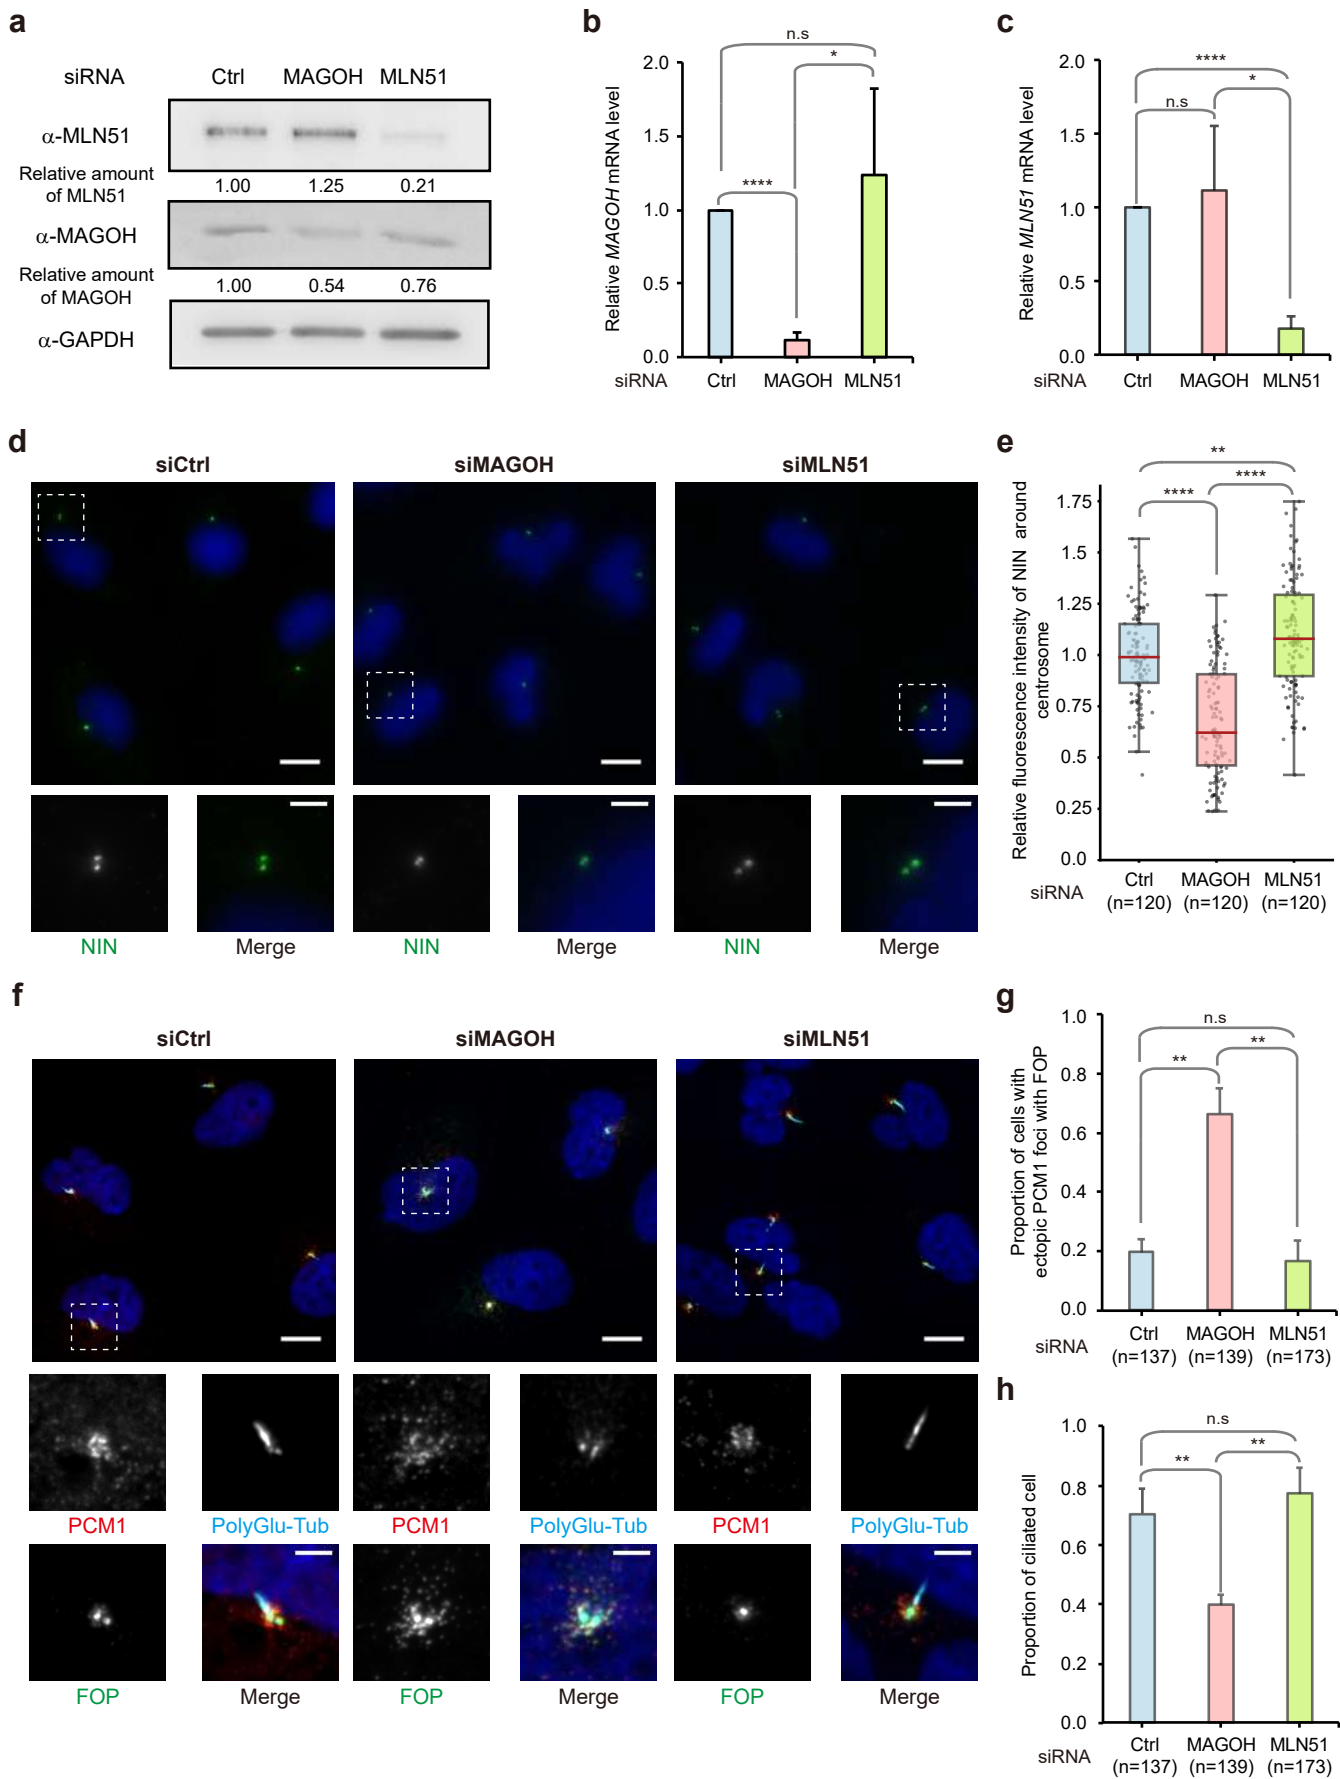 a
siRNA Ctrl MAGOH MLN51
α-MLN51
Relative amount
of MLN51
1.00 1.25 0.21
α-MAGOH
Relative amount
of MAGOH
1.00 0.54 0.76
α-GAPDH
b
Relative MAGOH mRNA level
2.0
1.5
1.0
0.5
0.0
n.s
*
****
siRNA Ctrl MAGOH MLN51
c
Relative MLN51 mRNA level
2.0
1.5
1.0
0.5
0.0
****
*
n.s
siRNA Ctrl MAGOH MLN51
d
siCtrl siMAGOH siMLN51
NIN Merge NIN Merge NIN Merge
e
Relative fluorescence intensity of NIN around
centrosome
1.75
1.5
1.25
1.0
0.75
0.5
0.25
0.0
**
****
****
siRNA
Ctrl MAGOH MLN51
(n=120) (n=120) (n=120)
f
siCtrl siMAGOH siMLN51
PCM1 PolyGlu-Tub PCM1 PolyGlu-Tub PCM1 PolyGlu-Tub
FOP Merge FOP Merge FOP Merge
g
Proportion of cells with
ectopic PCM1 foci with FOP
1.0
0.8
0.6
0.4
0.2
0.0
n.s
**
**
siRNA
Ctrl MAGOH MLN51
(n=137) (n=139) (n=173)
h
Proportion of ciliated cell
1.0
0.8
0.6
0.4
0.2
0.0
n.s
**
**
siRNA
Ctrl MAGOH MLN51
(n=137) (n=139) (n=173)